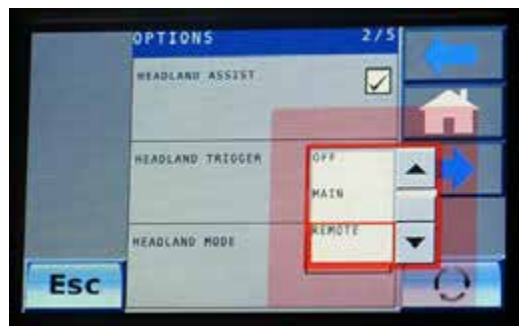 OPTIONS 2/5
HEADLAND ASSIST
HEADLAND TRIGGER
OFF
MAIN
REMOTE
HEADLAND MODE
Esc